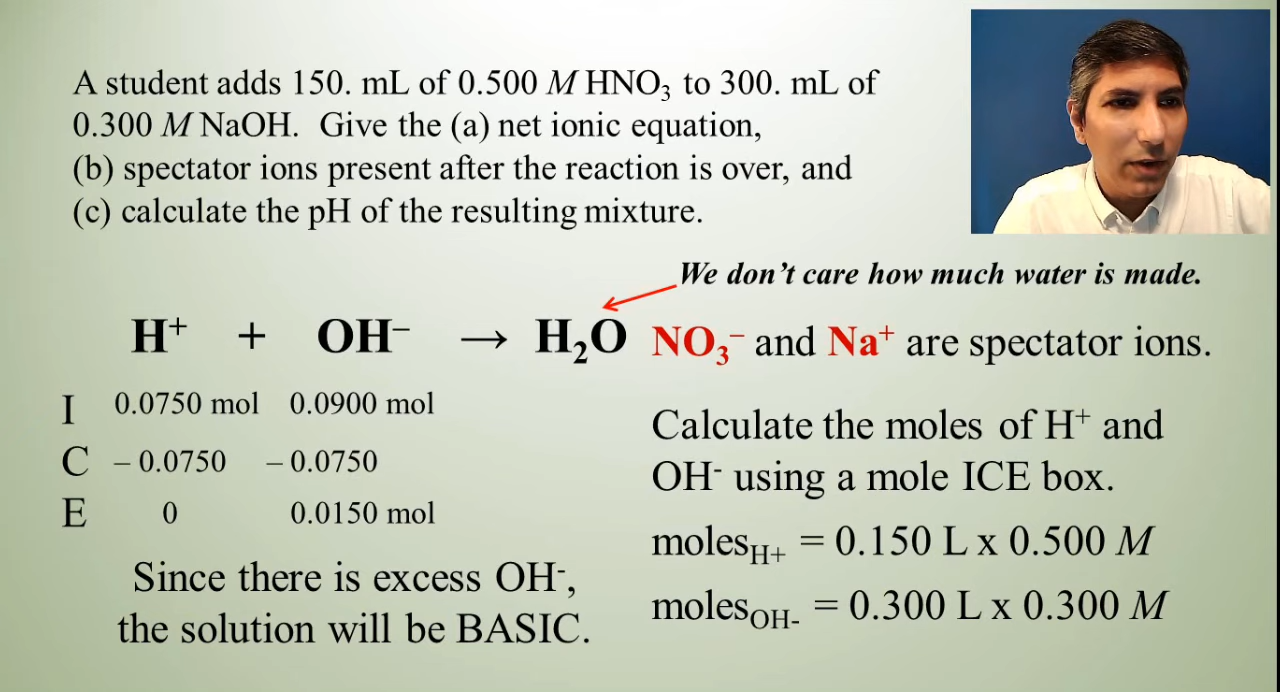 A student adds 150. mL of 0.500 M HNO₃ to 300. mL of
0.300 M NaOH. Give the (a) net ionic equation,
(b) spectator ions present after the reaction is over, and
(c) calculate the pH of the resulting mixture.
We don't care how much water is made.
H⁺ + OH⁻ → H₂O
NO₃⁻ and Na⁺ are spectator ions.
I 0.0750 mol 0.0900 mol
C – 0.0750 – 0.0750
E 0 0.0150 mol
Since there is excess OH⁻,
the solution will be BASIC.
Calculate the moles of H⁺ and
OH⁻ using a mole ICE box.
moles_H+ = 0.150 L x 0.500 M
moles_OH- = 0.300 L x 0.300 M